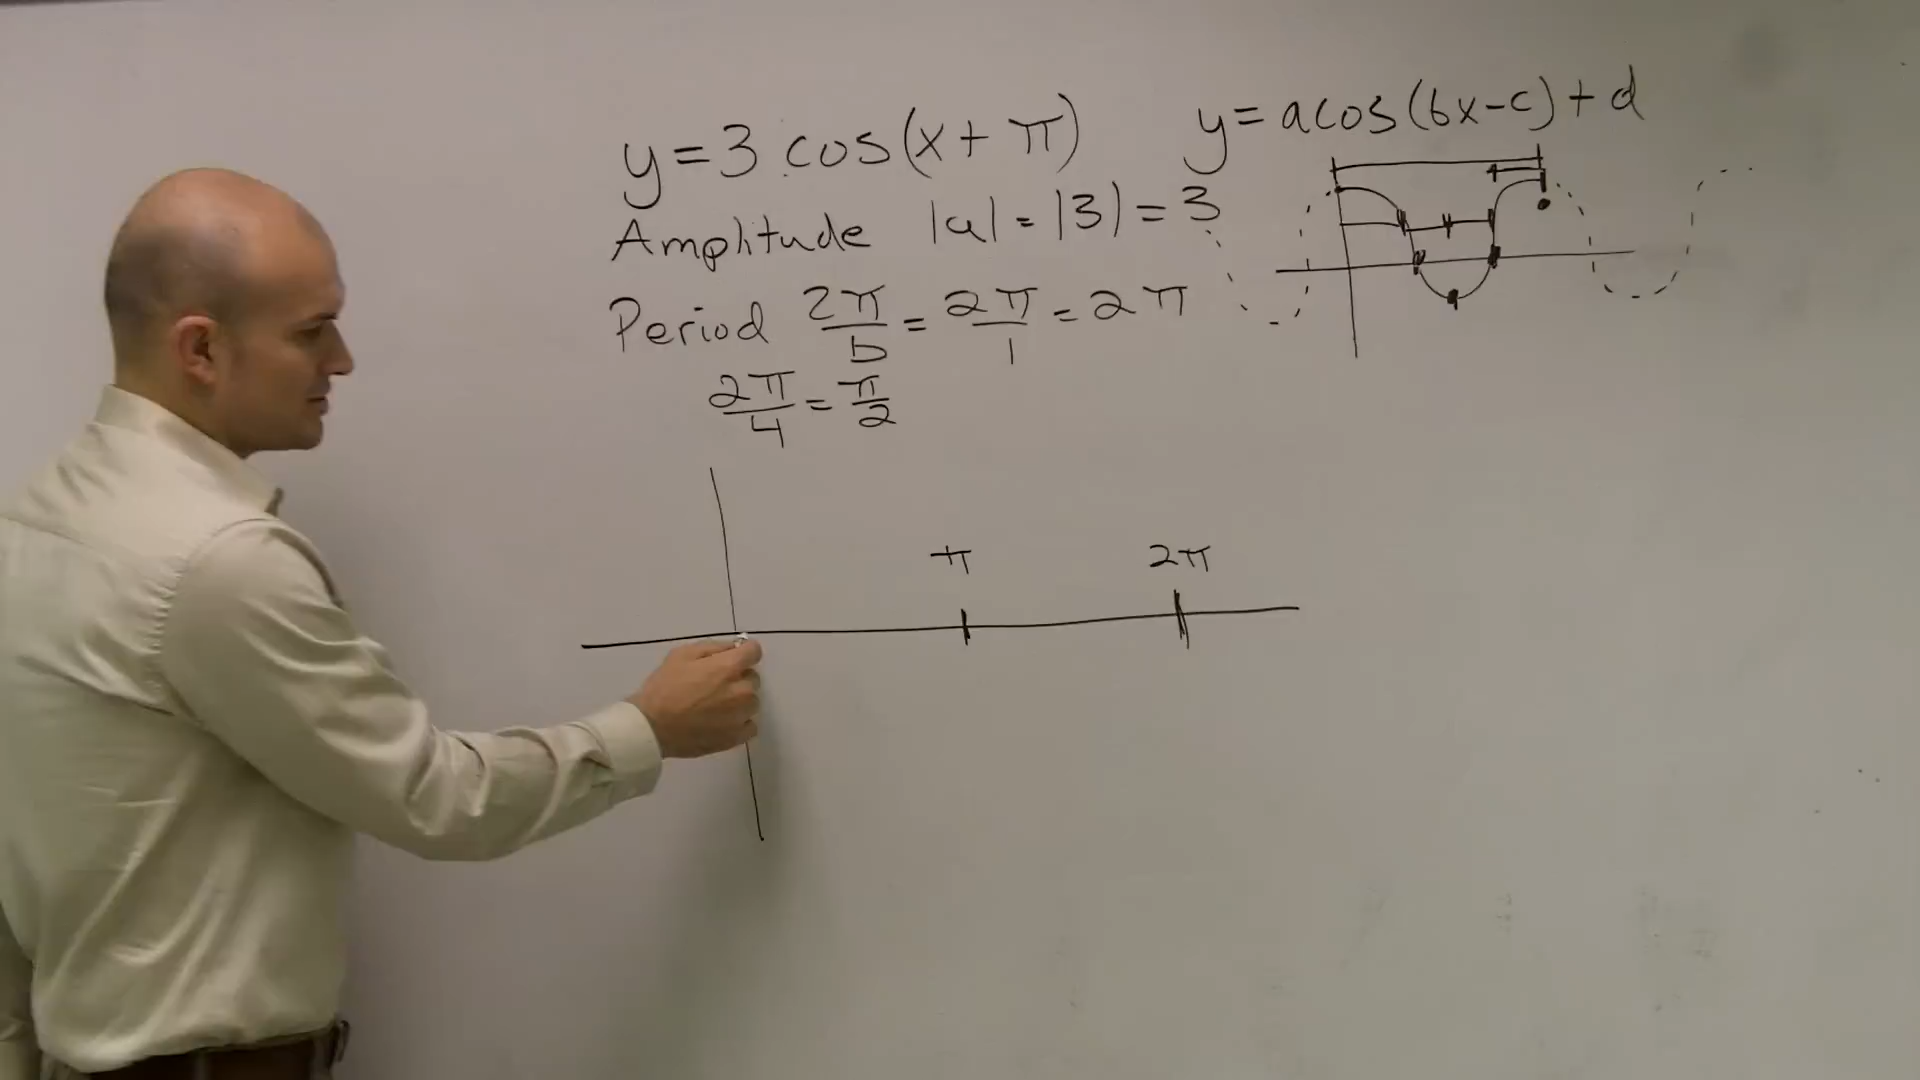 y = 3 cos(x + π)
y = a cos(bx - c) + d
Amplitude |a| = |3| = 3
Period 2π/b = 2π/1 = 2π
2π/4 = π/2
π 2π